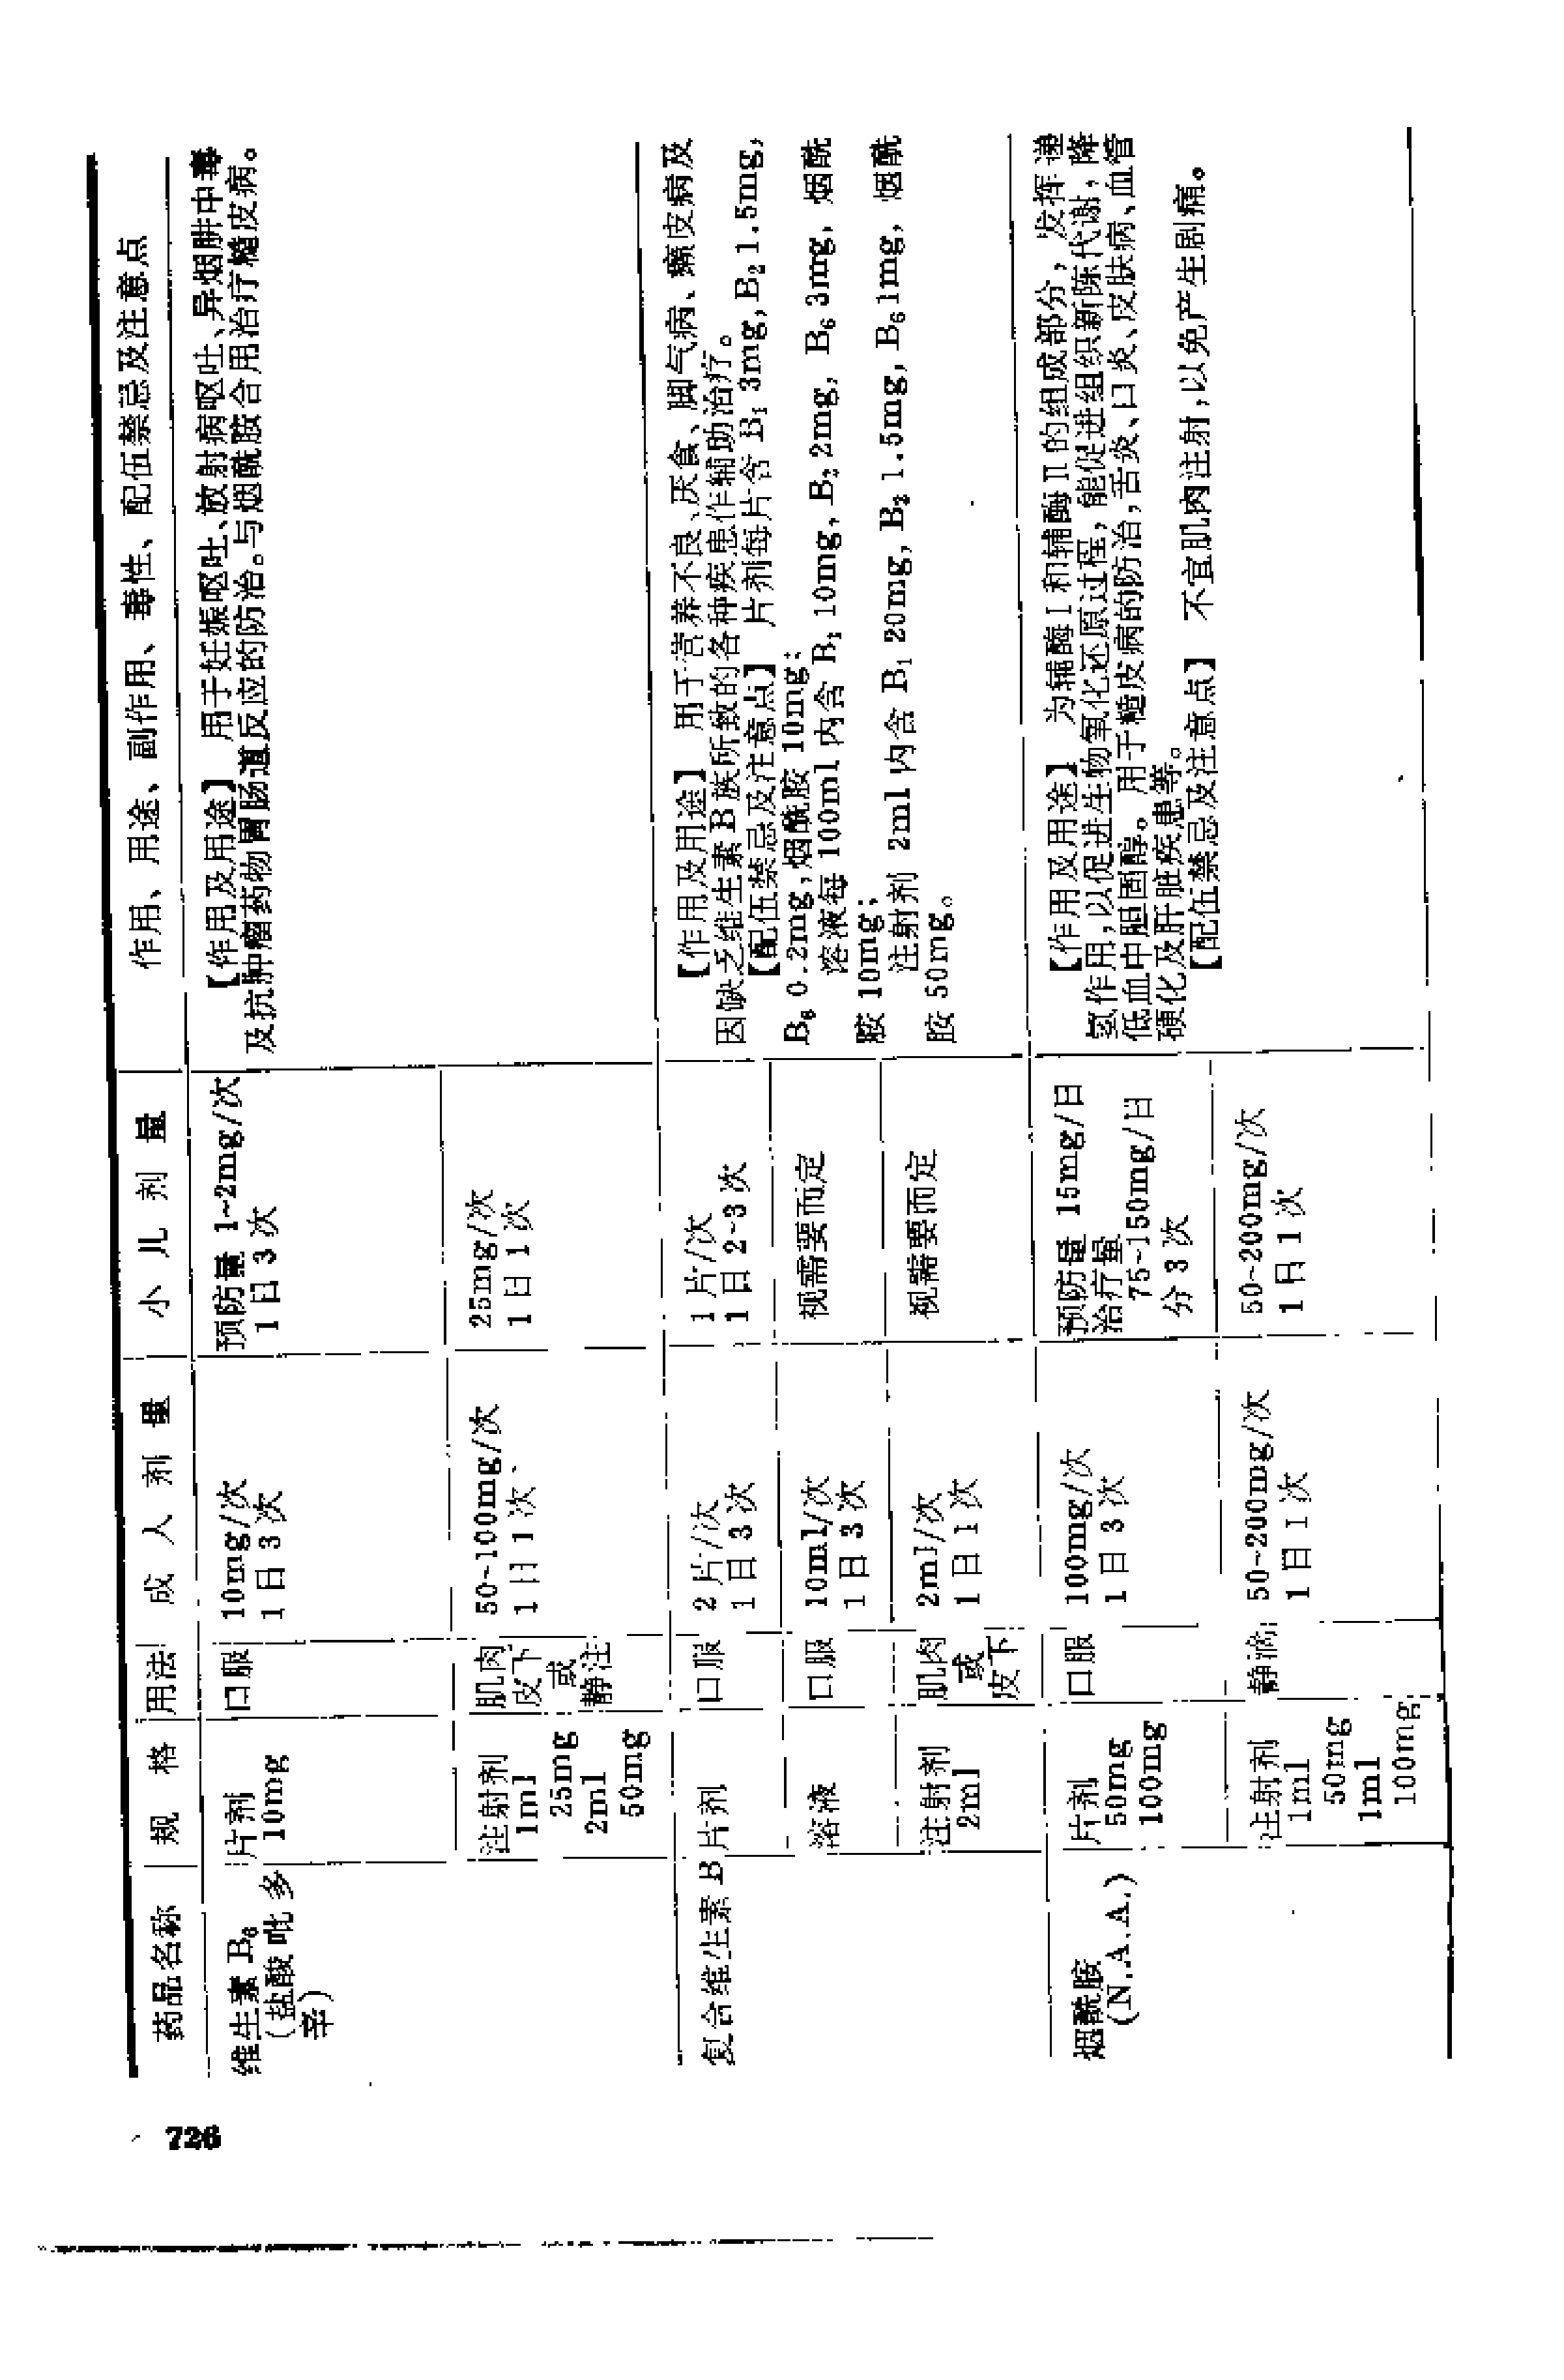 药品名称
规 格
用法
成 人 剂 量
小 儿 剂 量
作用、用途、副作用、毒性、配伍禁忌及注意点
维生素 B₆
(盐酸吡多
辛)
片剂
10mg
口服
10mg/次
1 日 3 次
预防量 1~2mg/次
1 日 3 次
【作用及用途】 用于妊娠呕吐、放射病呕吐、异烟肼中毒
及抗肿瘤药物胃肠道反应的防治。与烟酰胺合用治疗糙皮病。
注射剂
1ml
25mg
2ml
50mg
肌肉
皮下
或
静注
50~100mg/次
1 日 1 次
25mg/次
1 日 1 次
复合维生素 B 片剂
口服
2 片/次
1 日 3 次
1 片/次
1 日 2~3 次
【作用及用途】 用于营养不良、厌食、脚气病、癞皮病及
因缺乏维生素 B 族所致的各种疾患作辅助治疗。
【配伍禁忌及注意点】 片剂每片含 B₁ 3mg, B₂ 1.5mg,
B₆ 0.2mg, 烟酰胺 10mg;
溶液每 100ml 内含 B₁ 10mg, B₂ 2mg, B₆ 3mg, 烟酰
胺 10mg;
注射剂 2ml 内含 B₁ 20mg, B₂ 1.5mg, B₆ 1mg, 烟酰
胺 50mg。
溶液
口服
10ml/次
1 日 3 次
视需要而定
注射剂
2ml
肌肉
或
皮下
2ml/次
1 日 1 次
视需要而定
烟酰胺
(N.A.A.)
片剂
50mg
100mg
口服
100mg/次
1 日 3 次
预防量 15mg/日
治疗量
75~150mg/日
分 3 次
【作用及用途】 为辅酶 I 和辅酶 II 的组成部分, 发挥递
氢作用, 以促进生物氧化还原过程, 能促进组织新陈代谢, 降
低血中胆固醇。用于糙皮病的防治, 舌炎、口炎、皮肤病、血管
硬化及肝脏疾患等。
【配伍禁忌及注意点】 不宜肌肉注射, 以免产生剧痛。
注射剂
1ml
50mg
1ml
100mg
静滴
50~200mg/次
1 日 1 次
50~200mg/次
1 日 1 次
726